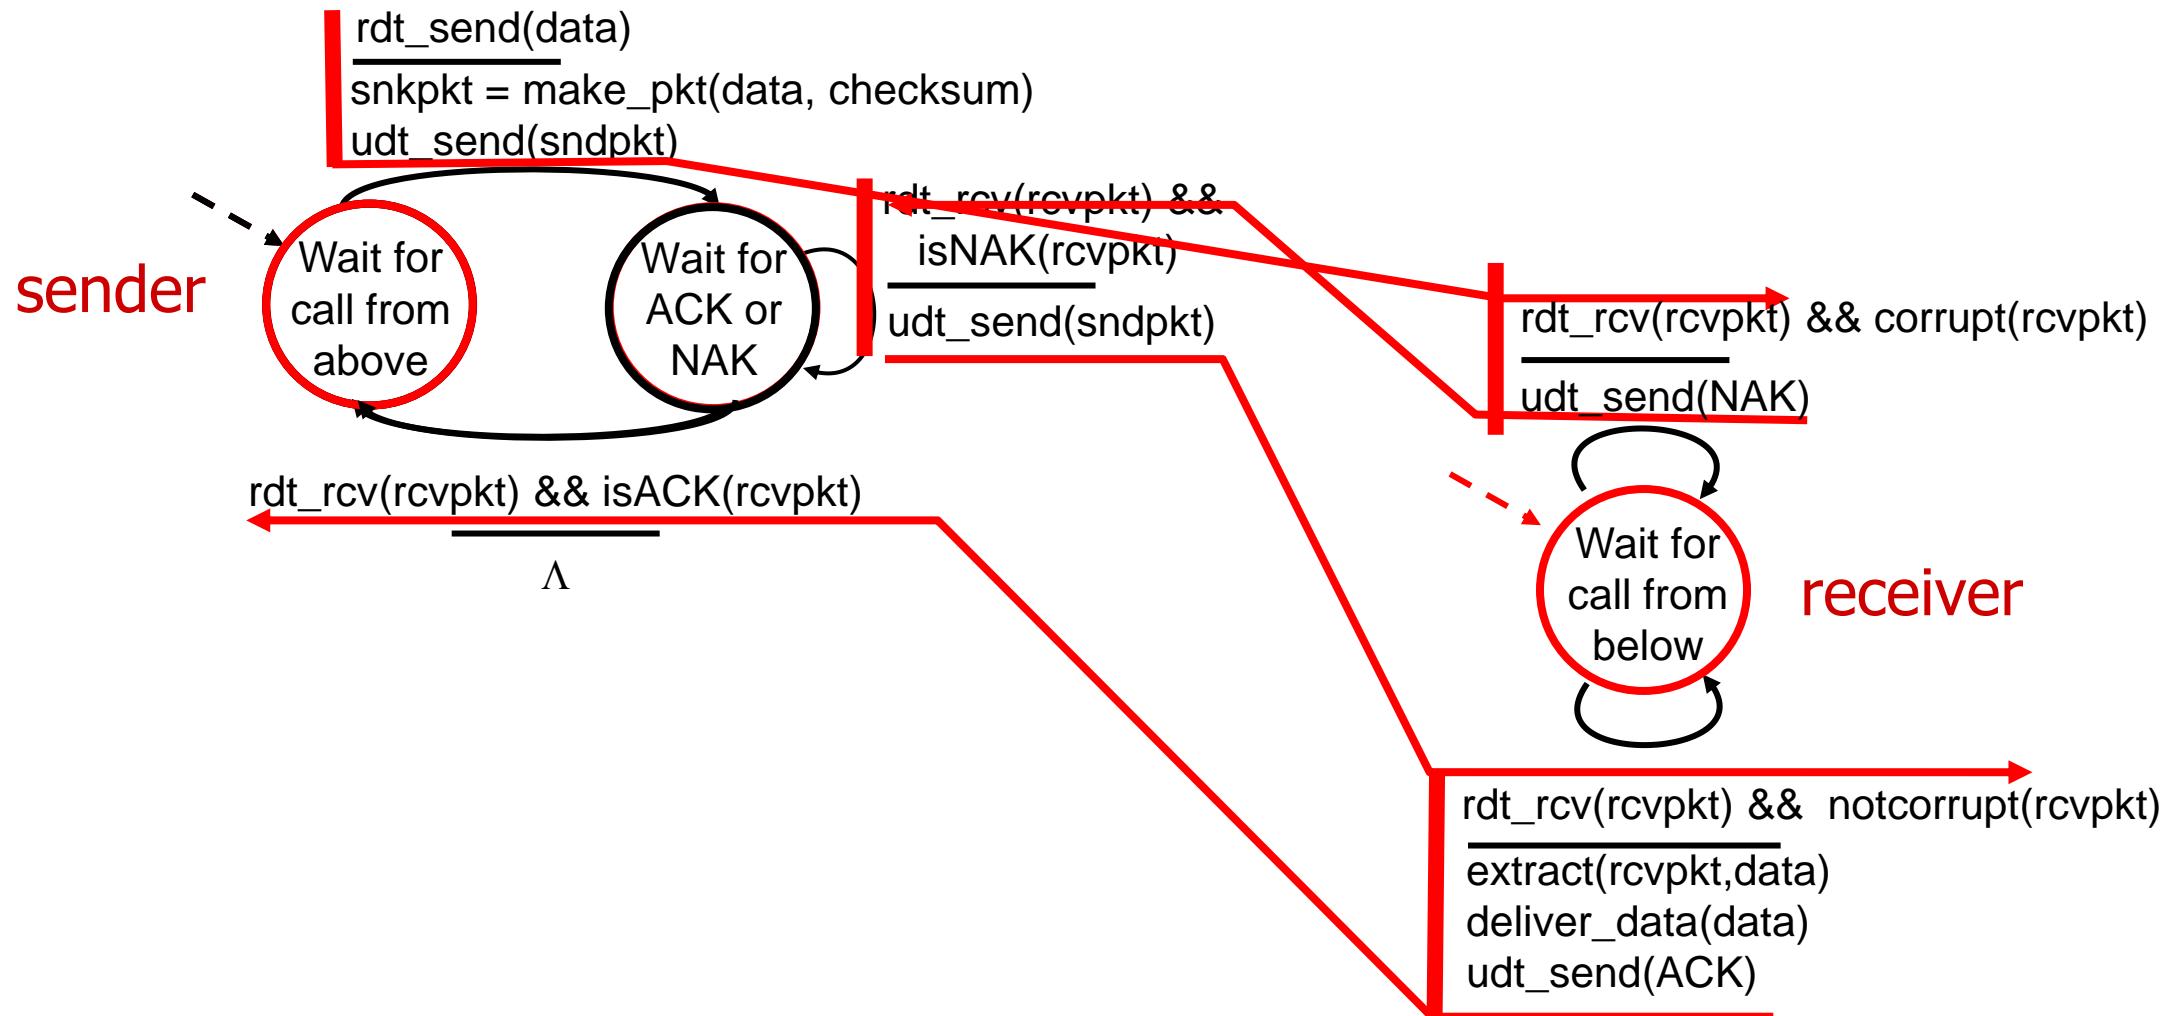 rdt_send(data)
snkpkt = make_pkt(data, checksum)
udt_send(sndpkt)
rdt_rcv(rcvpkt) &&
isNAK(rcvpkt)
udt_send(sndpkt)
sender
Wait for
call from
above
Wait for
ACK or
NAK
rdt_rcv(rcvpkt) && isACK(rcvpkt)
Λ
rdt_rcv(rcvpkt) && corrupt(rcvpkt)
udt_send(NAK)
Wait for
call from
below
receiver
rdt_rcv(rcvpkt) && notcorrupt(rcvpkt)
extract(rcvpkt,data)
deliver_data(data)
udt_send(ACK)